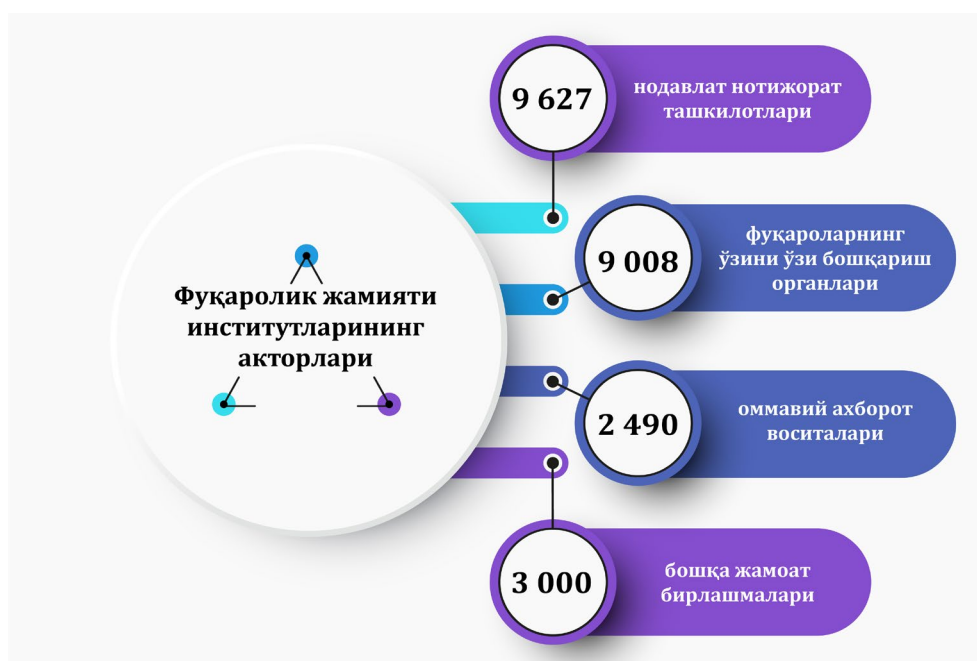 Фуқаролик жамияти
институтларининг
акторлари
9 627
нодавлат нотижорат
ташкилотлари
9 008
фуқароларнинг
ўзини ўзи бошқариш
органлари
2 490
оммавий ахборот
воситалари
3 000
бошқа жамоат
бирлашмалари